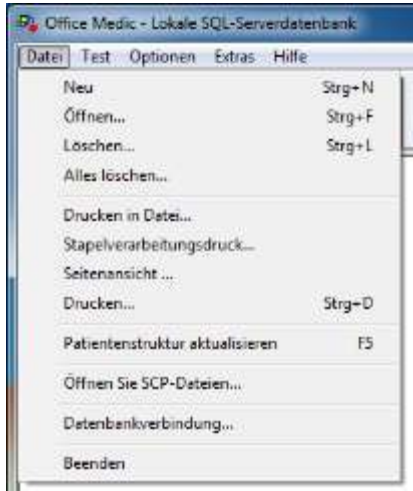 Office Medic - Lokale SQL-Serverdatenbank
Datei Test Optionen Extras Hilfe
Neu Strg+N
Öffnen... Strg+F
Löschen... Strg+L
Alles löschen...
Drucken in Datei...
Stapelverarbeitungsdruck...
Seitenansicht ...
Drucken... Strg+D
Patientenstruktur aktualisieren F5
Öffnen Sie SCP-Dateien...
Datenbankverbindung...
Beenden